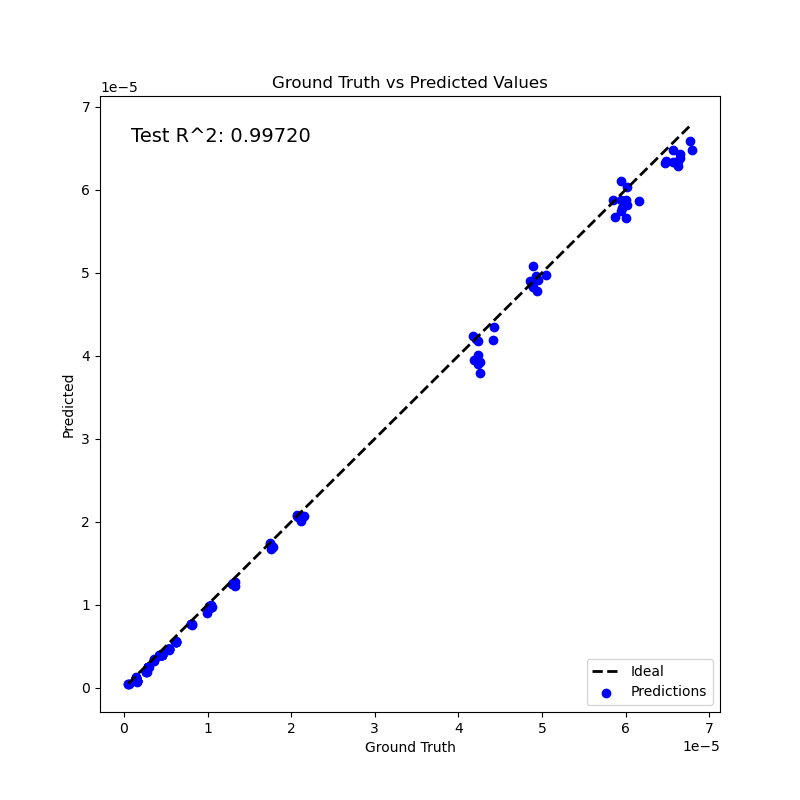 Ground Truth vs Predicted Values
1e−5
7
6
5
4
3
2
1
0
Predicted
Test R^2: 0.99720
Ideal
Predictions
0 1 2 3 4 5 6 7
1e−5
Ground Truth